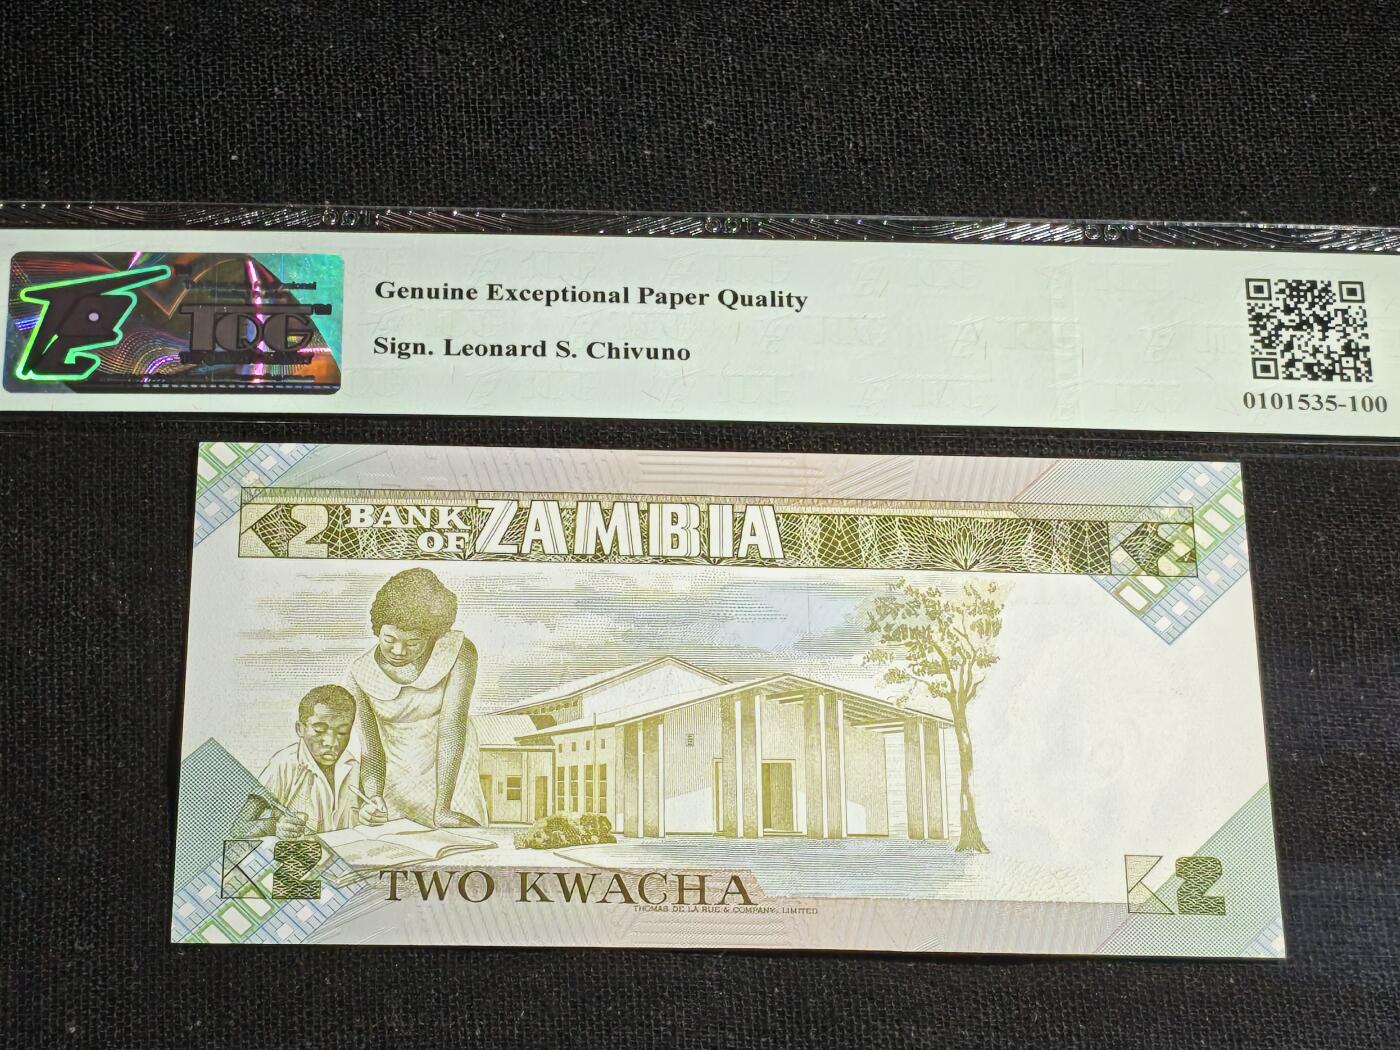 TQG
Genuine Exceptional Paper Quality
Sign. Leonard S. Chivuno
0101535-100
K2 BANK OF ZAMBIA K2
K2
TWO KWACHA
THOMAS DE LA RUE & COMPANY, LIMITED
K2